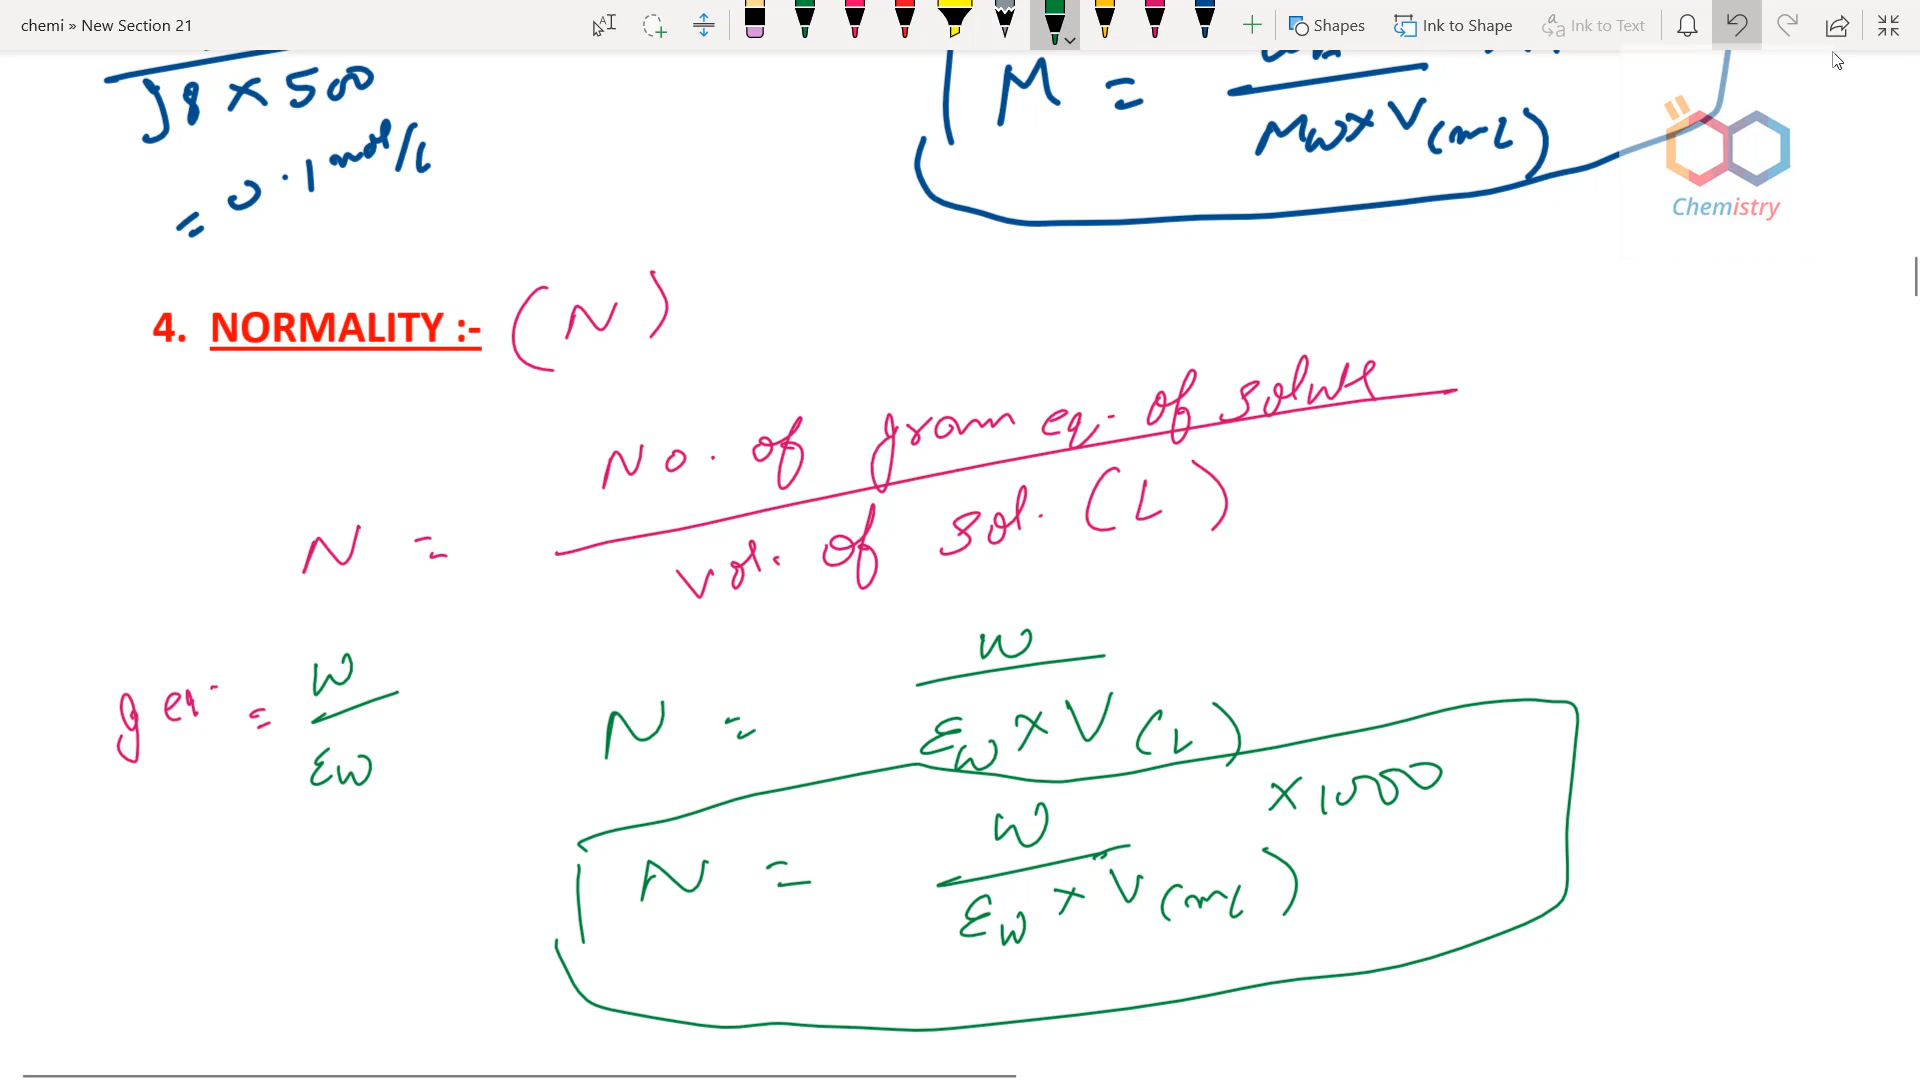 chemi » New Section 21
Shapes
Ink to Shape
Ink to Text
18 × 500
= 0.1 mol/L
M =
Mw × V (mL)
Chemistry
4. NORMALITY :- (N)
N = No. of gram eq. of solute
Vol. of sol. (L)
g eq. = W
Ew
N = W
Ew × V (L)
N = W × 1000
Ew × V (mL)